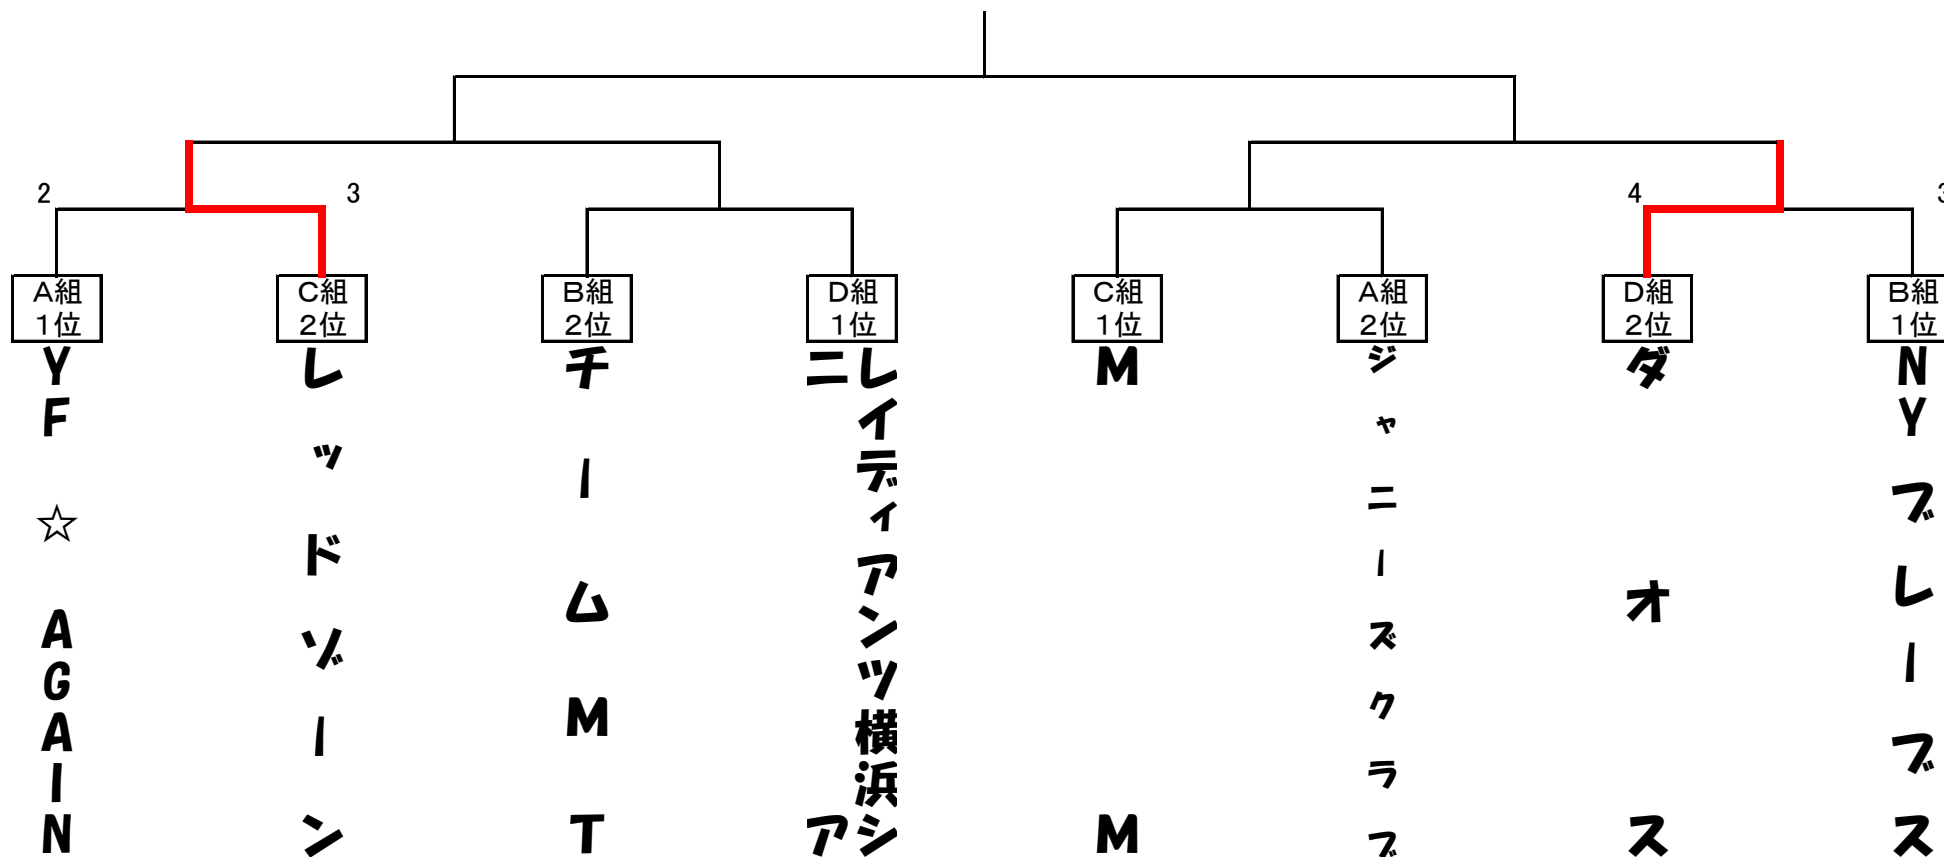 2
3
4
3
A組
1位
C組
2位
B組
2位
D組
1位
C組
1位
A組
2位
D組
2位
B組
1位
YF☆AGAIN
レッドゾーン
チームMT
レイディアンツ横浜シ
ニア
MM
ジャニーズクラブ
ダオス
NYブレーブス